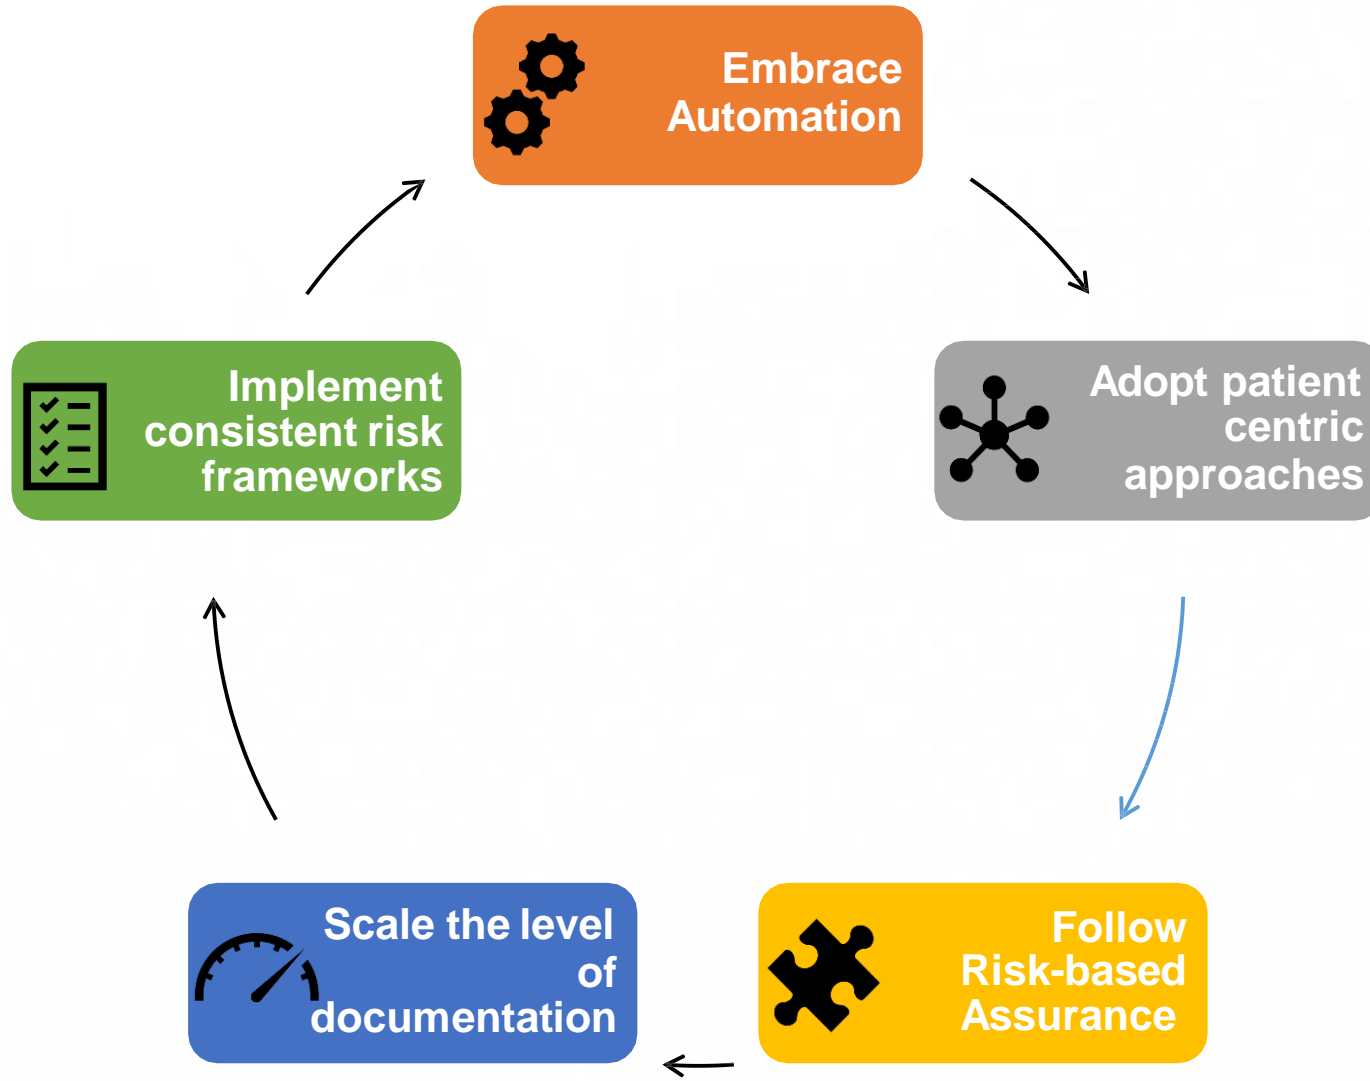 Embrace
Automation
Adopt patient
centric
approaches
Follow
Risk-based
Assurance
Scale the level
of
documentation
Implement
consistent risk
frameworks